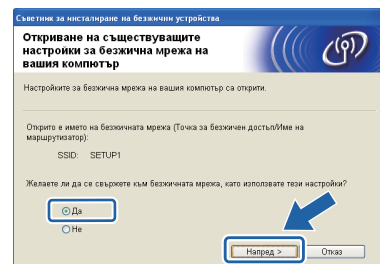 Съветник за инсталиране на безжични устройства
Откриване на съществуващите
настройки за безжична мрежа на
вашия компютър
Настройките за безжична мрежа на вашия компютър са открити.
Открито е името на безжичната мрежа (Точка за безжичен достъп/Име на
маршрутизатор):
SSID: SETUP1
Желаете ли да се свържете към безжичната мрежа, като използвате тези настройки?
Да
Не
Напред >
Отказ